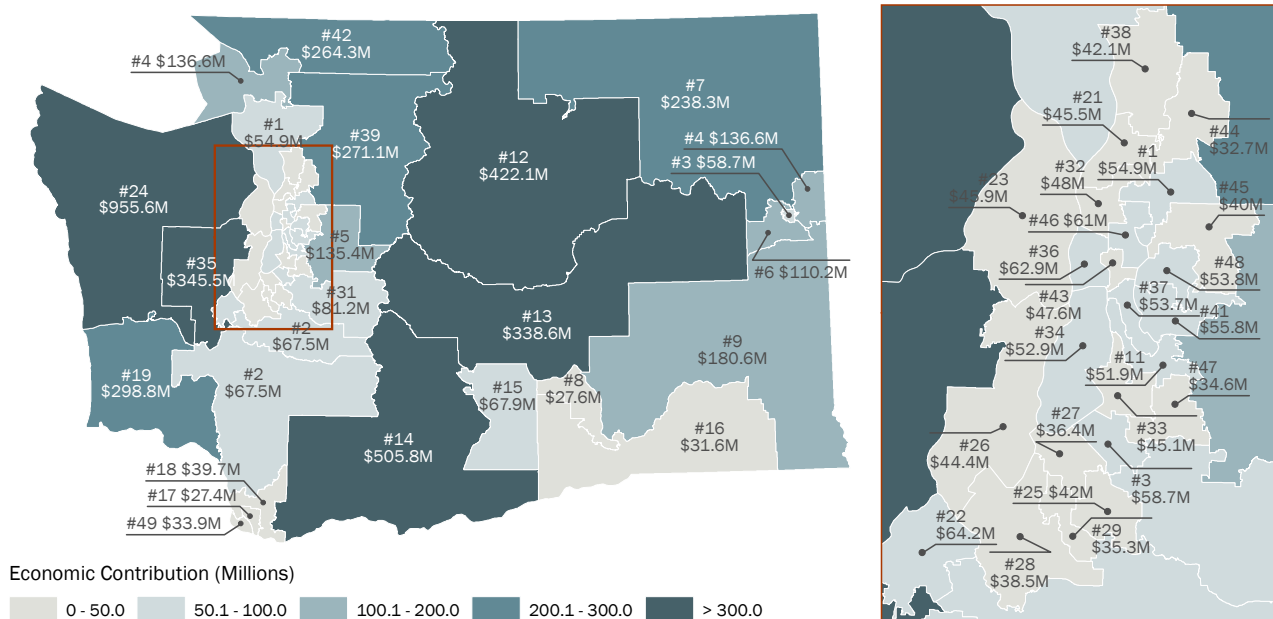 #42
$264.3M
#4 $136.6M
#7
$238.3M
#1
$54.9M
#39
$271.1M
#4 $136.6M
#12
$422.1M
#3 $58.7M
#24
$955.6M
#5
$135.4M
#35
$345.5M
#6 $110.2M
#31
$81.2M
#13
$338.6M
#2
$67.5M
#9
$180.6M
#19
$298.8M
#2
$67.5M
#15
$67.9M
#8
$27.6M
#16
$31.6M
#14
$505.8M
#18 $39.7M
#17 $27.4M
#49 $33.9M
Economic Contribution (Millions)
0 - 50.0
50.1 - 100.0
100.1 - 200.0
200.1 - 300.0
> 300.0
#38
$42.1M
#21
$45.5M
#44
$32.7M
#1
$54.9M
#32
$48M
#23
$45.9M
#45
$40M
#46 $61M
#36
$62.9M
#48
$53.8M
#37
$53.7M
#43
$47.6M
#41
$55.8M
#34
$52.9M
#11
$51.9M
#47
$34.6M
#27
$36.4M
#33
$45.1M
#26
$44.4M
#3
$58.7M
#25 $42M
#22
$64.2M
#29
$35.3M
#28
$38.5M